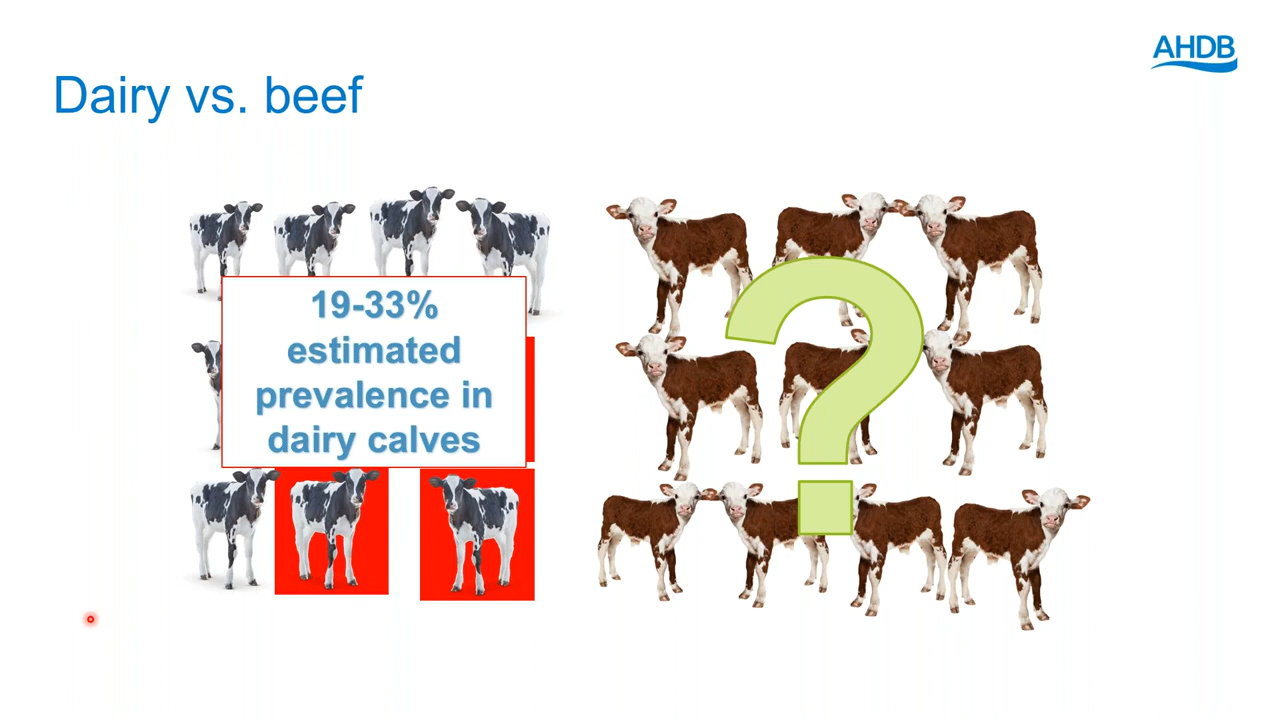 AHDB
Dairy vs. beef
19-33%
estimated
prevalence in
dairy calves
?